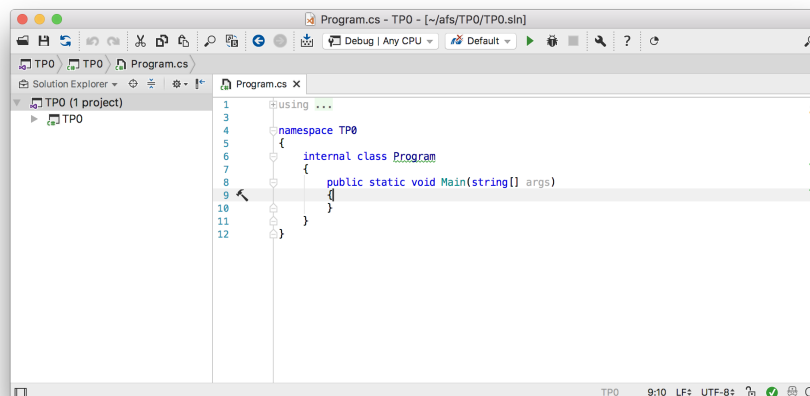 Program.cs - TP0 - [~/afs/TP0/TP0.sln]
Debug | Any CPU
Default
?
TP0
TP0
Program.cs
Solution Explorer
Program.cs
TP0 (1 project)
TP0
1 using ...
3
4 namespace TP0
5 {
6 internal class Program
7 {
8 public static void Main(string[] args)
9 {
10 }
11 }
12 }
TP0 9:10 LF UTF-8